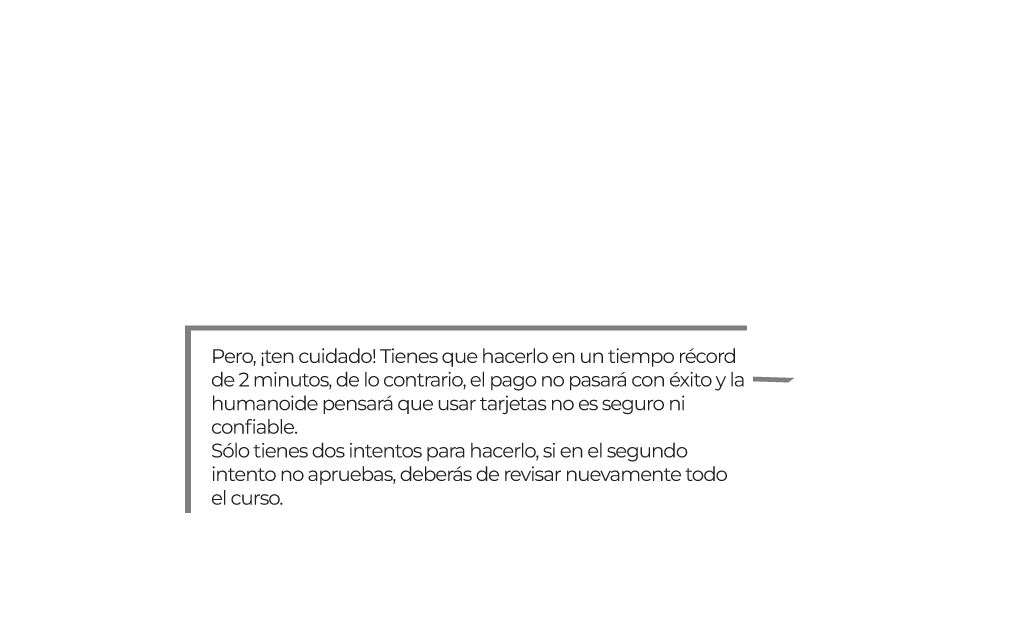 Pero, ¡ten cuidado! Tienes que hacerlo en un tiempo récord
de 2 minutos, de lo contrario, el pago no pasará con éxito y la
humanoide pensará que usar tarjetas no es seguro ni
confiable.
Sólo tienes dos intentos para hacerlo, si en el segundo
intento no apruebas, deberás de revisar nuevamente todo
el curso.